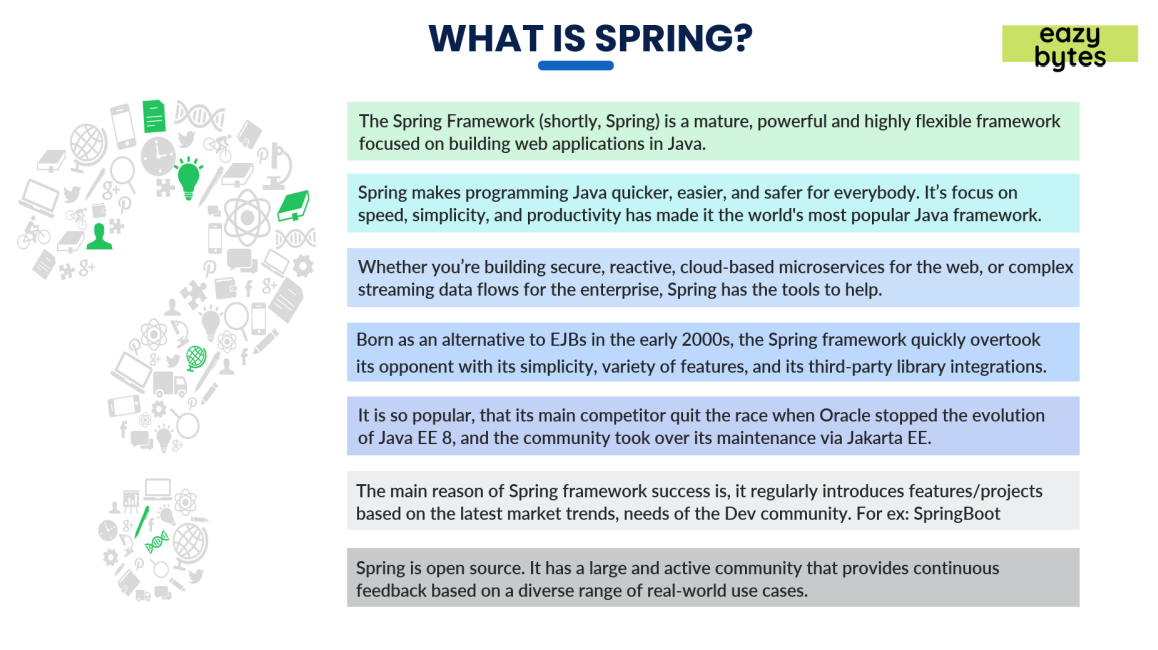 WHAT IS SPRING?
eazy
bytes
The Spring Framework (shortly, Spring) is a mature, powerful and highly flexible framework
focused on building web applications in Java.
Spring makes programming Java quicker, easier, and safer for everybody. It’s focus on
speed, simplicity, and productivity has made it the world's most popular Java framework.
Whether you’re building secure, reactive, cloud-based microservices for the web, or complex
streaming data flows for the enterprise, Spring has the tools to help.
Born as an alternative to EJBs in the early 2000s, the Spring framework quickly overtook
its opponent with its simplicity, variety of features, and its third-party library integrations.
It is so popular, that its main competitor quit the race when Oracle stopped the evolution
of Java EE 8, and the community took over its maintenance via Jakarta EE.
The main reason of Spring framework success is, it regularly introduces features/projects
based on the latest market trends, needs of the Dev community. For ex: SpringBoot
Spring is open source. It has a large and active community that provides continuous
feedback based on a diverse range of real-world use cases.